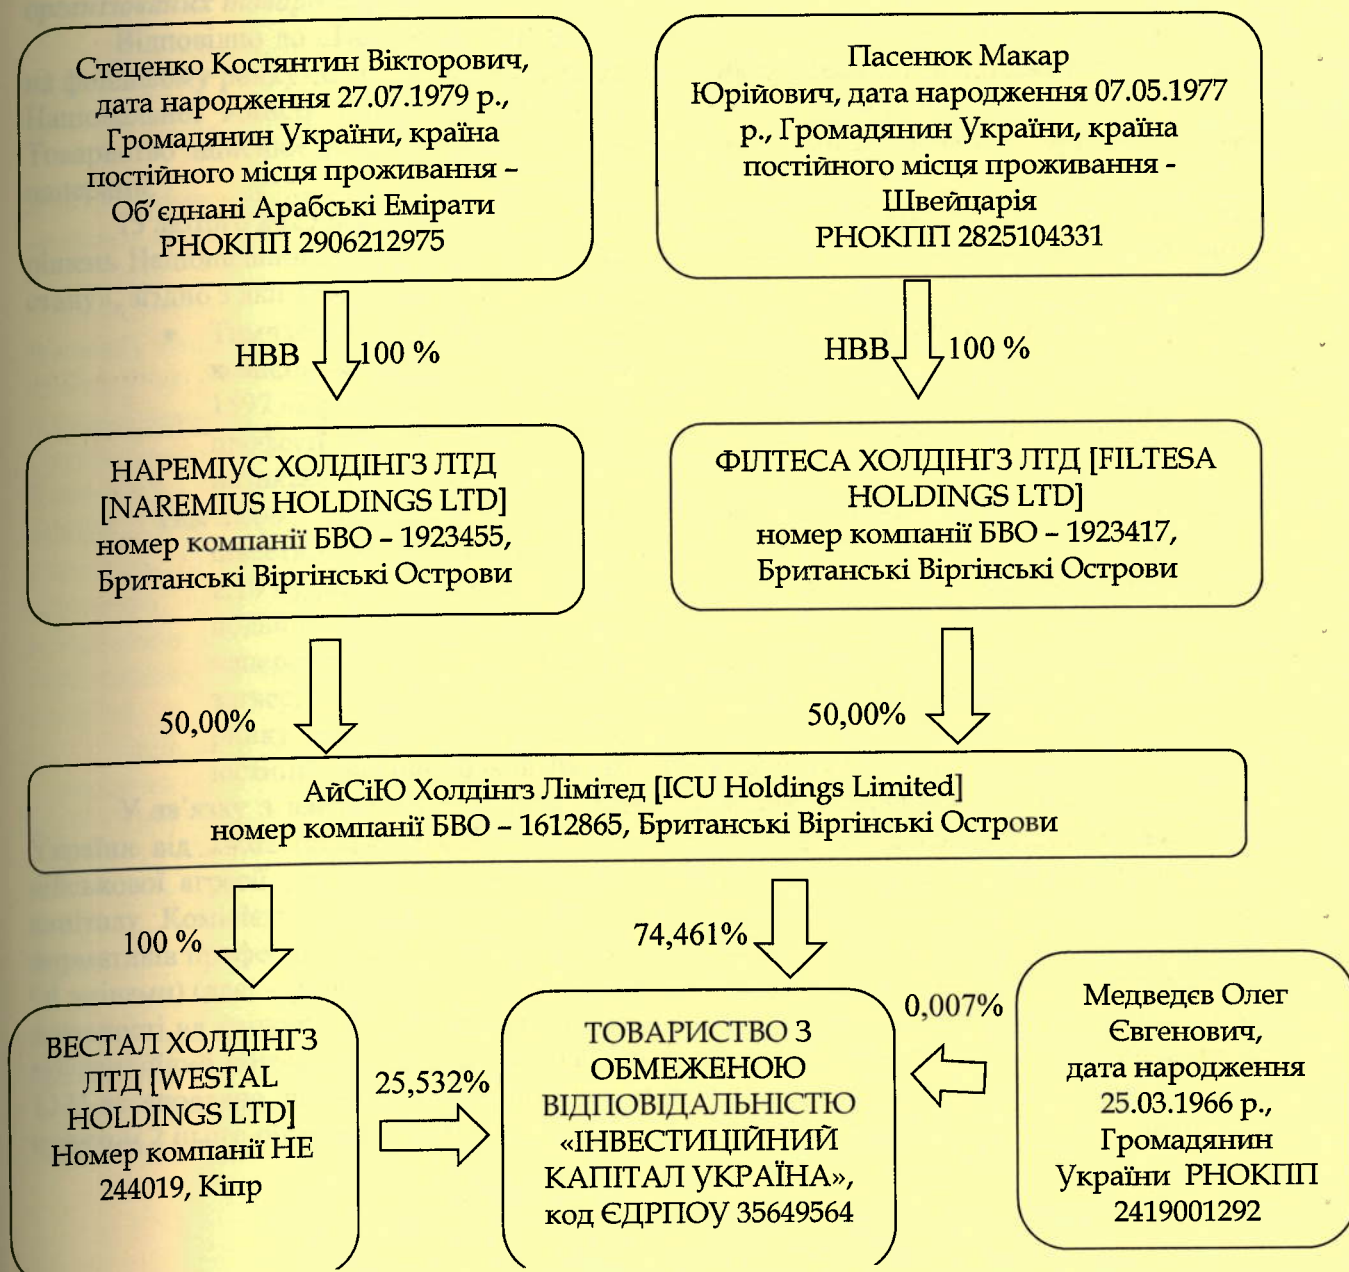 Стеценко Костянтин Вікторович,
дата народження 27.07.1979 р.,
Громадянин України, країна
постійного місця проживання –
Об’єднані Арабські Емірати
РНОКПП 2906212975
Пасенюк Макар
Юрійович, дата народження 07.05.1977
р., Громадянин України, країна
постійного місця проживання -
Швейцарія
РНОКПП 2825104331
НВВ 100 %
НВВ 100 %
НАРЕМІУС ХОЛДІНГЗ ЛТД
[NAREMIUS HOLDINGS LTD]
номер компанії БВО – 1923455,
Британські Віргінські Острови
ФІЛТЕСА ХОЛДІНГЗ ЛТД [FILTESA
HOLDINGS LTD]
номер компанії БВО – 1923417,
Британські Віргінські Острови
50,00%
50,00%
АйСіЮ Холдінгз Лімітед [ICU Holdings Limited]
номер компанії БВО – 1612865, Британські Віргінські Острови
100 %
74,461%
ВЕСТАЛ ХОЛДІНГЗ
ЛТД [WESTAL
HOLDINGS LTD]
Номер компанії НЕ
244019, Кіпр
25,532%
ТОВАРИСТВО З
ОБМЕЖЕНОЮ
ВІДПОВІДАЛЬНІСТЮ
«ІНВЕСТИЦІЙНИЙ
КАПІТАЛ УКРАЇНА»,
код ЄДРПОУ 35649564
0,007%
Медведєв Олег
Євгенович,
дата народження
25.03.1966 р.,
Громадянин
України РНОКПП
2419001292